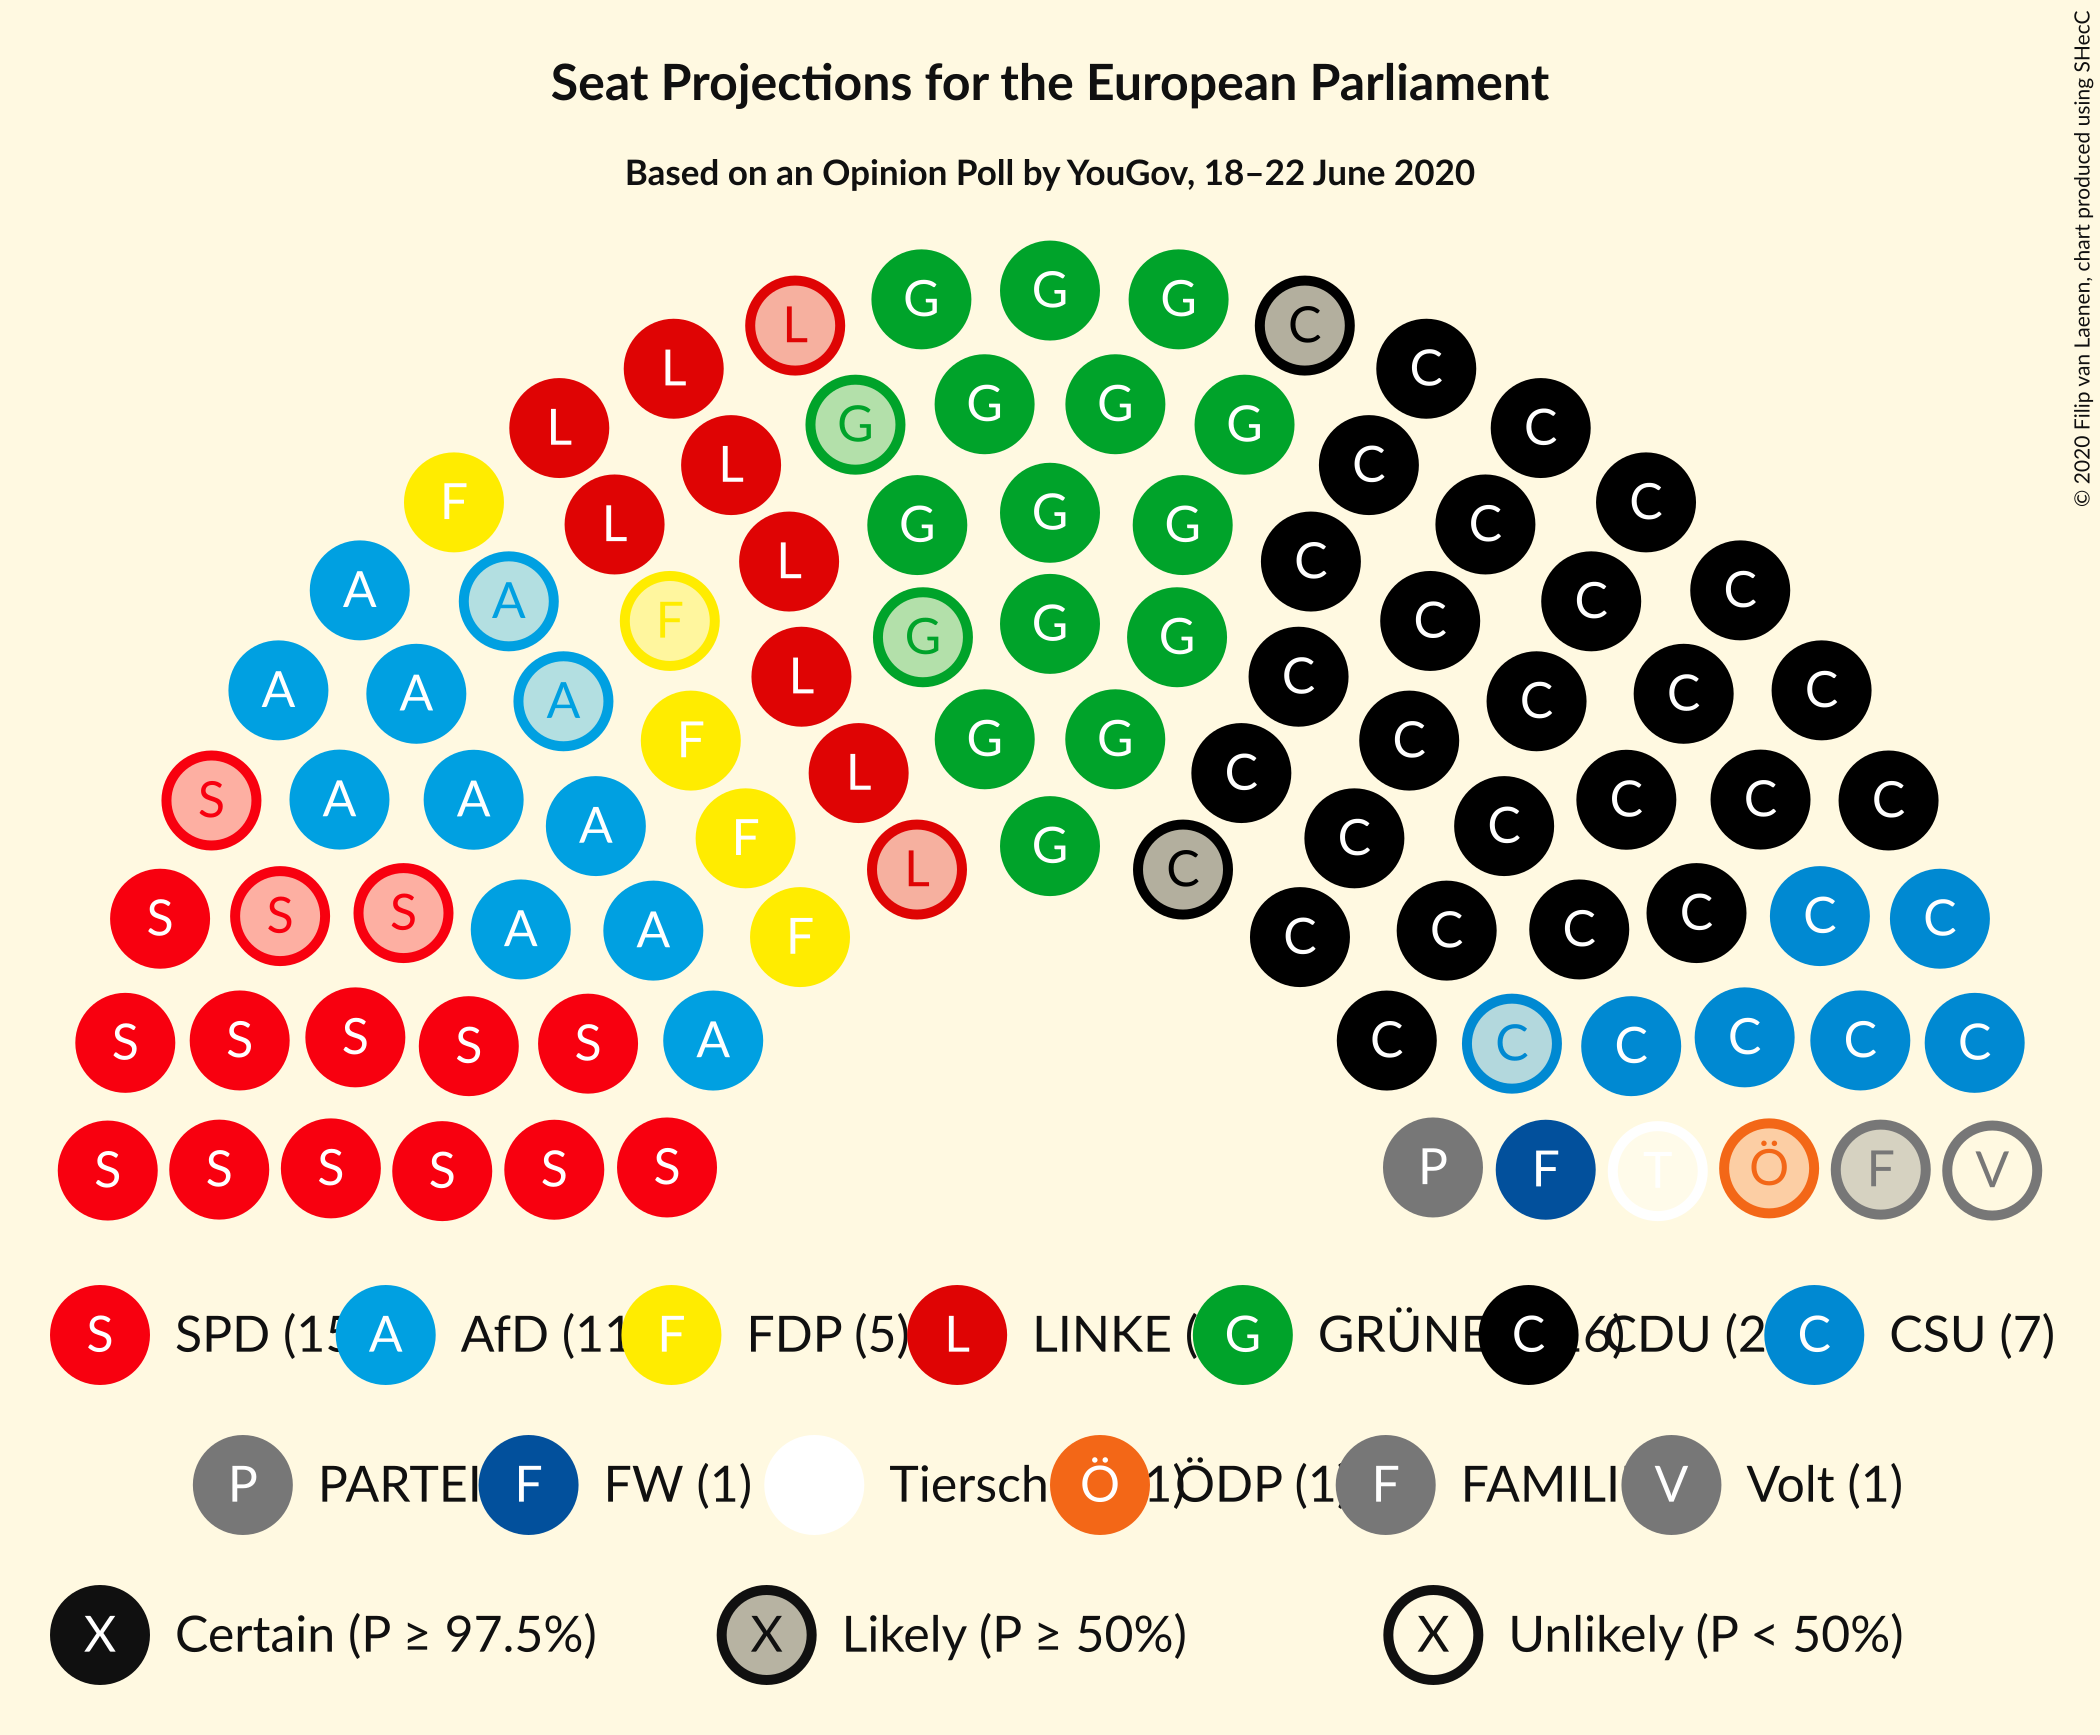 Seat Projections for the European Parliament
Based on an Opinion Poll by YouGov, 18–22 June 2020
© 2020 Filip van Laenen, chart produced using SHecC
G G G
L C
L G G G G C
L L C C
F L G G G C C
A A F L G G G C C C
A A A F L C C C C C
S A A A F L G G C C C C C
S S S A A F L G C C C C C C C
S S S S S A C C C C C C
S S S S S S P F T Ö F V
S SPD (15 A AfD (11 F FDP (5) L LINKE ( G GRÜNE C 6) CDU (2 C CSU (7)
P PARTEI F FW (1) Tiersch Ö 1) ÖDP (1) F FAMILI V Volt (1)
X Certain (P ≥ 97.5%) X Likely (P ≥ 50%) X Unlikely (P < 50%)